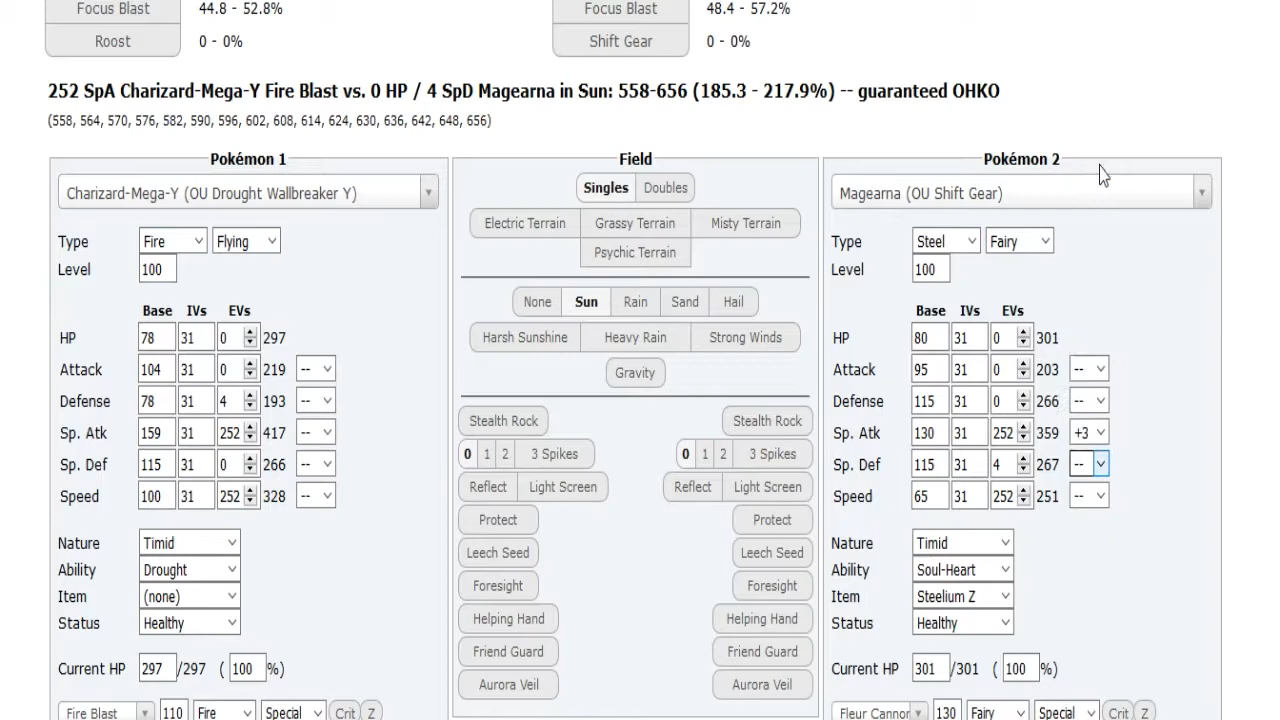 Focus Blast 44.8 - 52.8% Focus Blast 48.4 - 57.2%
Roost 0 - 0% Shift Gear 0 - 0%
252 SpA Charizard-Mega-Y Fire Blast vs. 0 HP / 4 SpD Magearna in Sun: 558-656 (185.3 - 217.9%) -- guaranteed OHKO
(558, 564, 570, 576, 582, 590, 596, 602, 608, 614, 624, 630, 636, 642, 648, 656)
Pokémon 1
Charizard-Mega-Y (OU Drought Wallbreaker Y)
Type Fire Flying
Level 100
Base IVs EVs
HP 78 31 0 297
Attack 104 31 0 219 --
Defense 78 31 4 193 --
Sp. Atk 159 31 252 417 --
Sp. Def 115 31 0 266 --
Speed 100 31 252 328 --
Nature Timid
Ability Drought
Item (none)
Status Healthy
Current HP 297 /297 ( 100 %)
Fire Blast 110 Fire Special Crit Z
Field
Singles Doubles
Electric Terrain Grassy Terrain Misty Terrain
Psychic Terrain
None Sun Rain Sand Hail
Harsh Sunshine Heavy Rain Strong Winds
Gravity
Stealth Rock Stealth Rock
0 1 2 3 Spikes 0 1 2 3 Spikes
Reflect Light Screen Reflect Light Screen
Protect Protect
Leech Seed Leech Seed
Foresight Foresight
Helping Hand Helping Hand
Friend Guard Friend Guard
Aurora Veil Aurora Veil
Pokémon 2
Magearna (OU Shift Gear)
Type Steel Fairy
Level 100
Base IVs EVs
HP 80 31 0 301
Attack 95 31 0 203 --
Defense 115 31 0 266 --
Sp. Atk 130 31 252 359 +3
Sp. Def 115 31 4 267 --
Speed 65 31 252 251 --
Nature Timid
Ability Soul-Heart
Item Steelium Z
Status Healthy
Current HP 301 /301 ( 100 %)
Fleur Cannor 130 Fairy Special Crit Z